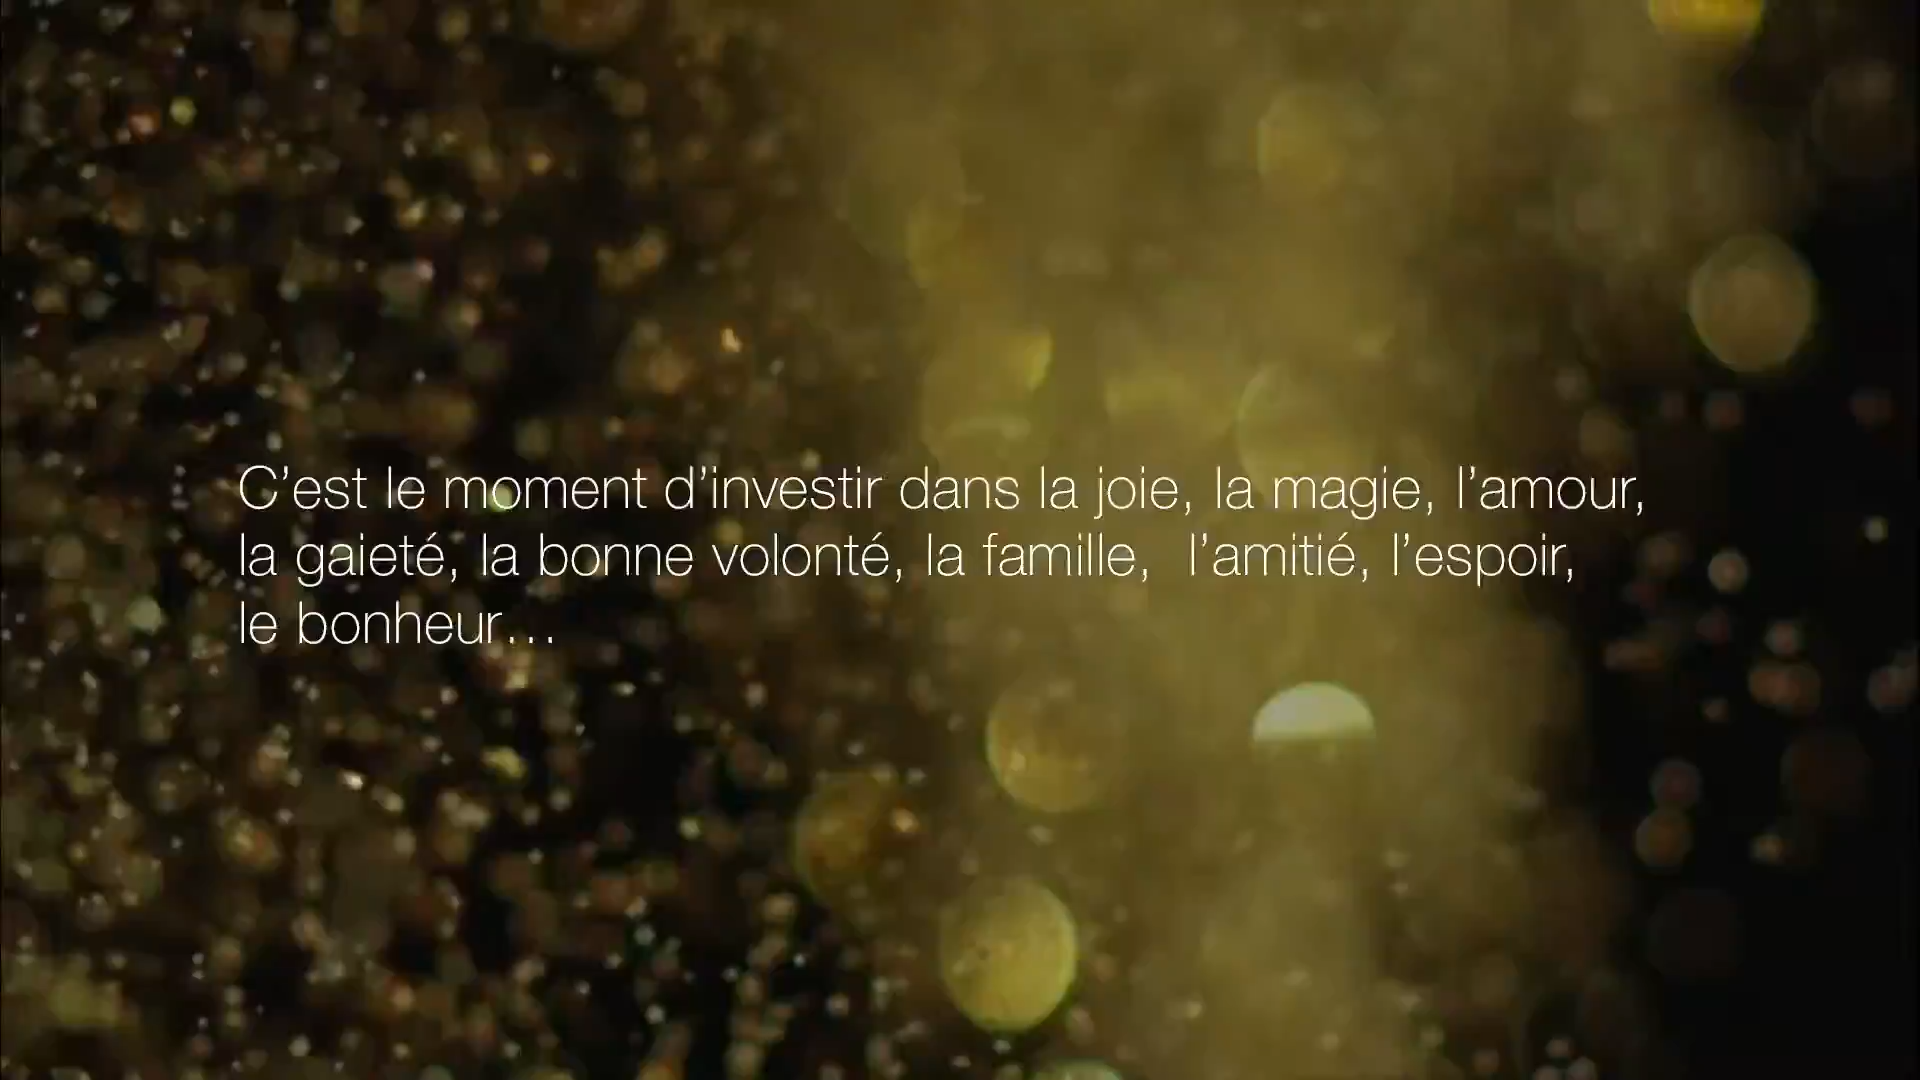 C’est le moment d’investir dans la joie, la magie, l’amour,
la gaieté, la bonne volonté, la famille,  l’amitié, l’espoir,
le bonheur…